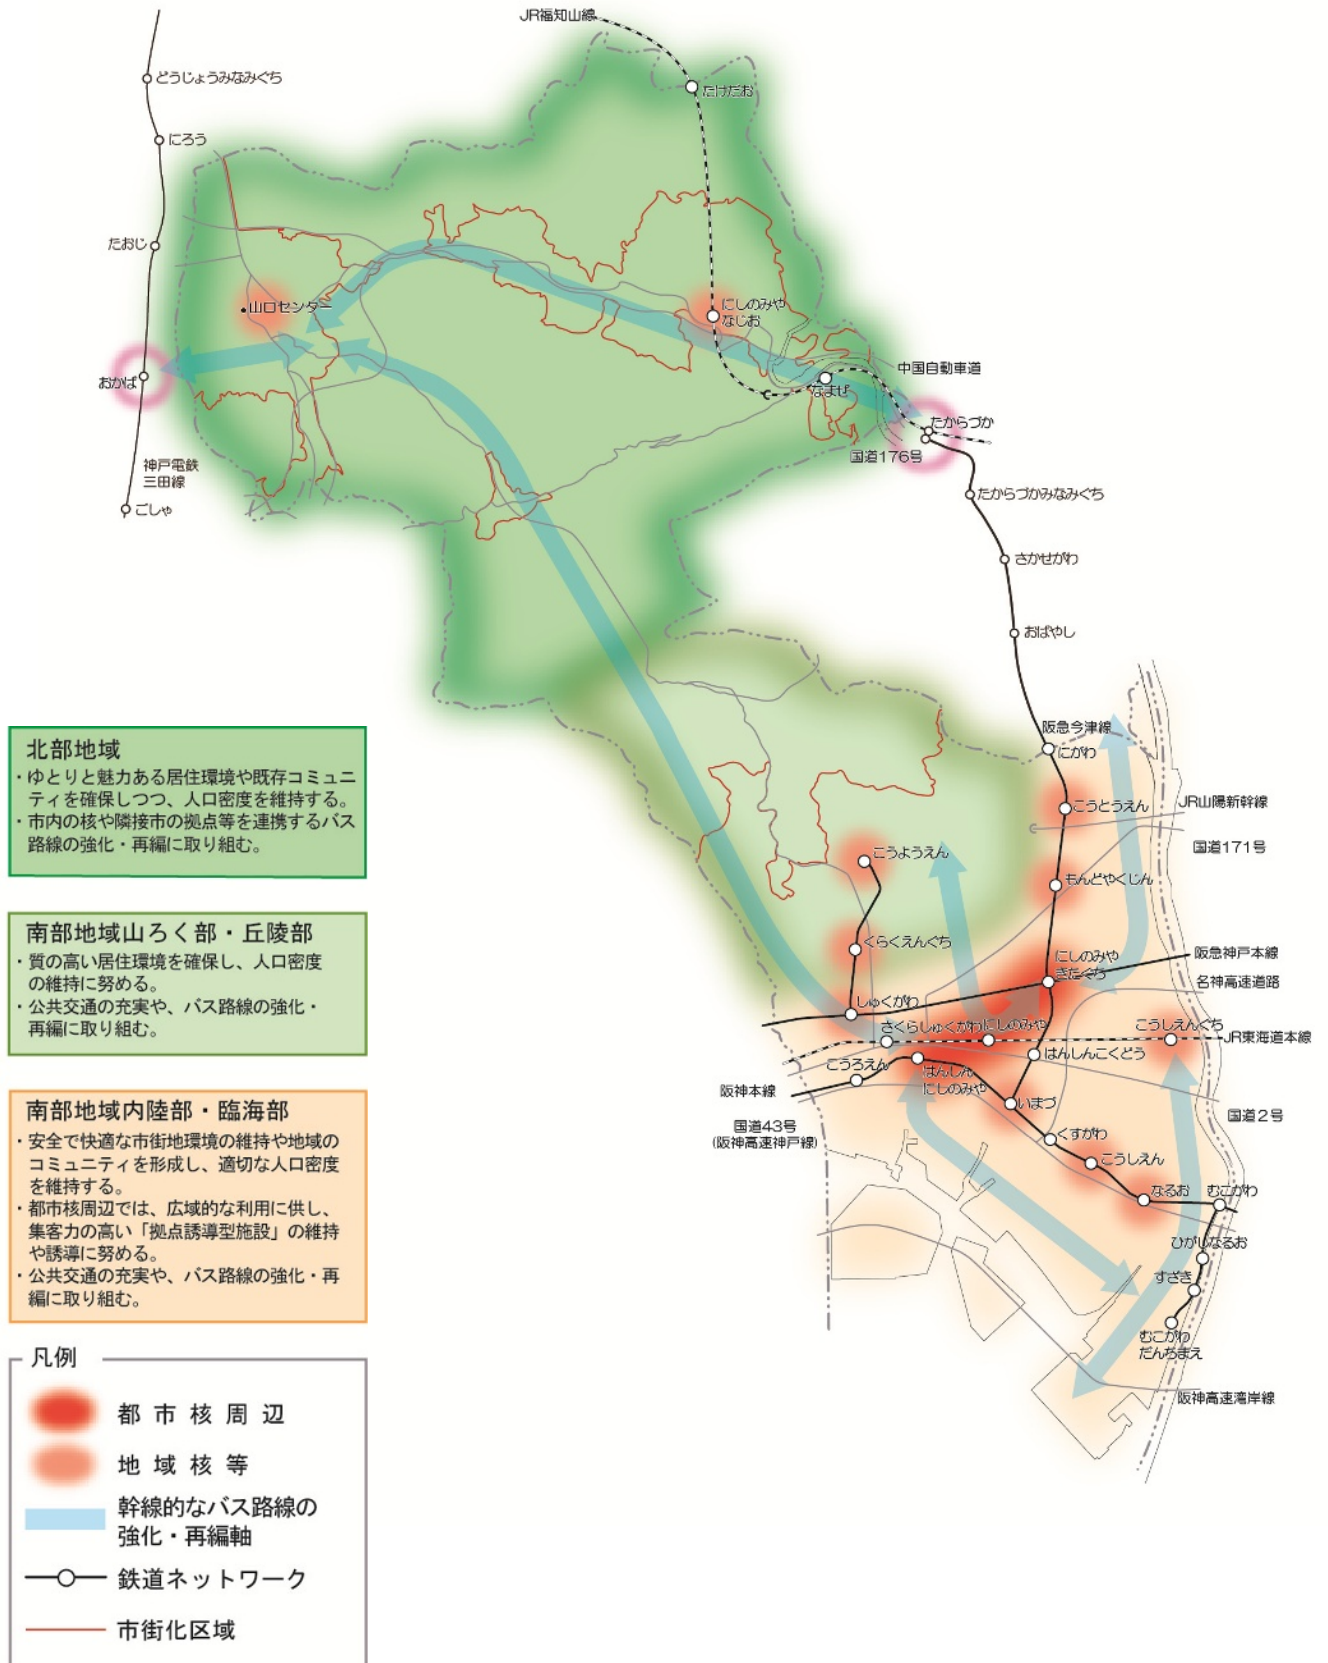 JR福知山線
どうじょうみなみぐち
たけだお
にろう
たおじ
山口センター
にしのみや
なじお
おかば
なまぜ
中国自動車道
たからづか
国道176号
神戸電鉄
三田線
ごしゃ
たからづかみなみぐち
さかせがわ
おばやし
阪急今津線
にがわ
こうとうえん
JR山陽新幹線
国道171号
こうようえん
もんどやくじん
くらくえんぐち
にしのみや
きたぐち
阪急神戸本線
名神高速道路
しゅくがわ
さくらしゅくがわ
にしのみや
こうしえんぐち
JR東海道本線
はんしんこくどう
こうろえん
はんしん
にしのみや
阪神本線
いまづ
国道2号
国道43号
(阪神高速神戸線)
くすがわ
こうしえん
なるお
むこがわ
ひがしなるお
すざき
むこがわ
だんちまえ
阪神高速湾岸線
北部地域
・ゆとりと魅力ある居住環境や既存コミュニ
ティを確保しつつ、人口密度を維持する。
・市内の核や隣接市の拠点等を連携するバス
路線の強化・再編に取り組む。
南部地域山ろく部・丘陵部
・質の高い居住環境を確保し、人口密度
の維持に努める。
・公共交通の充実や、バス路線の強化・
再編に取り組む。
南部地域内陸部・臨海部
・安全で快適な市街地環境の維持や地域の
コミュニティを形成し、適切な人口密度
を維持する。
・都市核周辺では、広域的な利用に供し、
集客力の高い「拠点誘導型施設」の維持
や誘導に努める。
・公共交通の充実や、バス路線の強化・再
編に取り組む。
凡例
都市核周辺
地域核等
幹線的なバス路線の
強化・再編軸
鉄道ネットワーク
市街化区域